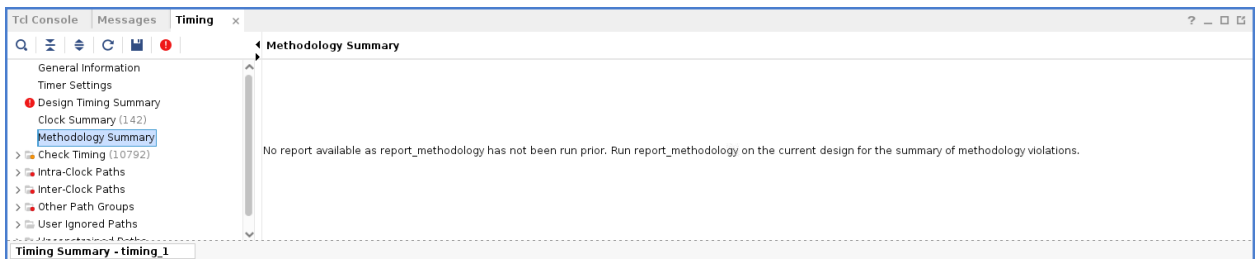 Tcl Console Messages Timing ×
? _
Methodology Summary
General Information
Timer Settings
Design Timing Summary
Clock Summary (142)
Methodology Summary
Check Timing (10792)
Intra-Clock Paths
Inter-Clock Paths
Other Path Groups
User Ignored Paths
Unconstrained Paths
No report available as report_methodology has not been run prior. Run report_methodology on the current design for the summary of methodology violations.
Timing Summary - timing_1